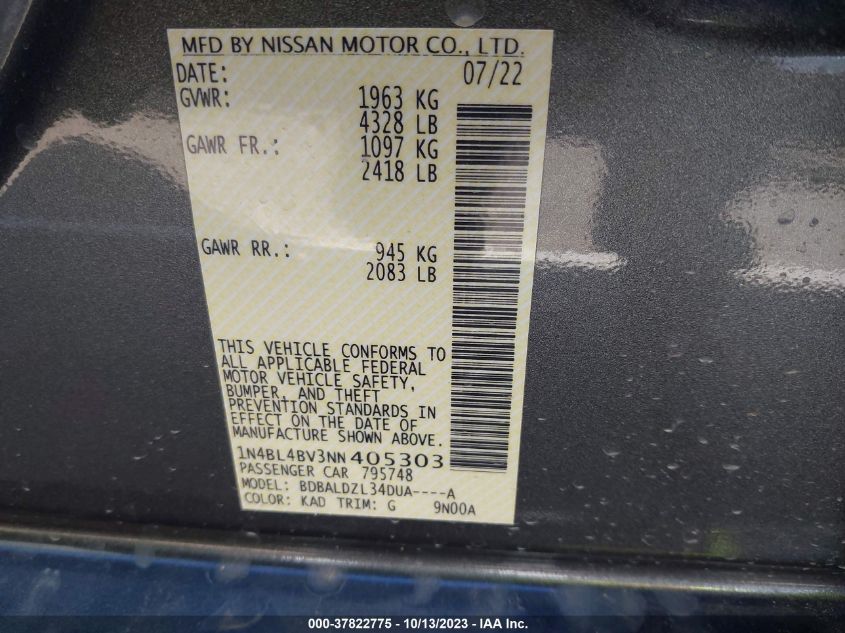 MFD BY NISSAN MOTOR CO., LTD.
DATE: 07/22
GVWR: 1963 KG
4328 LB
GAWR FR.: 1097 KG
2418 LB
GAWR RR.: 945 KG
2083 LB
THIS VEHICLE CONFORMS TO
ALL APPLICABLE FEDERAL
MOTOR VEHICLE SAFETY,
BUMPER, AND THEFT
PREVENTION STANDARDS IN
EFFECT ON THE DATE OF
MANUFACTURE SHOWN ABOVE.
1N4BL4BV3NN405303
PASSENGER CAR 795748
MODEL: BDBALDZL34DUA----A
COLOR: KAD TRIM: G 9N00A
000-37822775 - 10/13/2023 - IAA Inc.